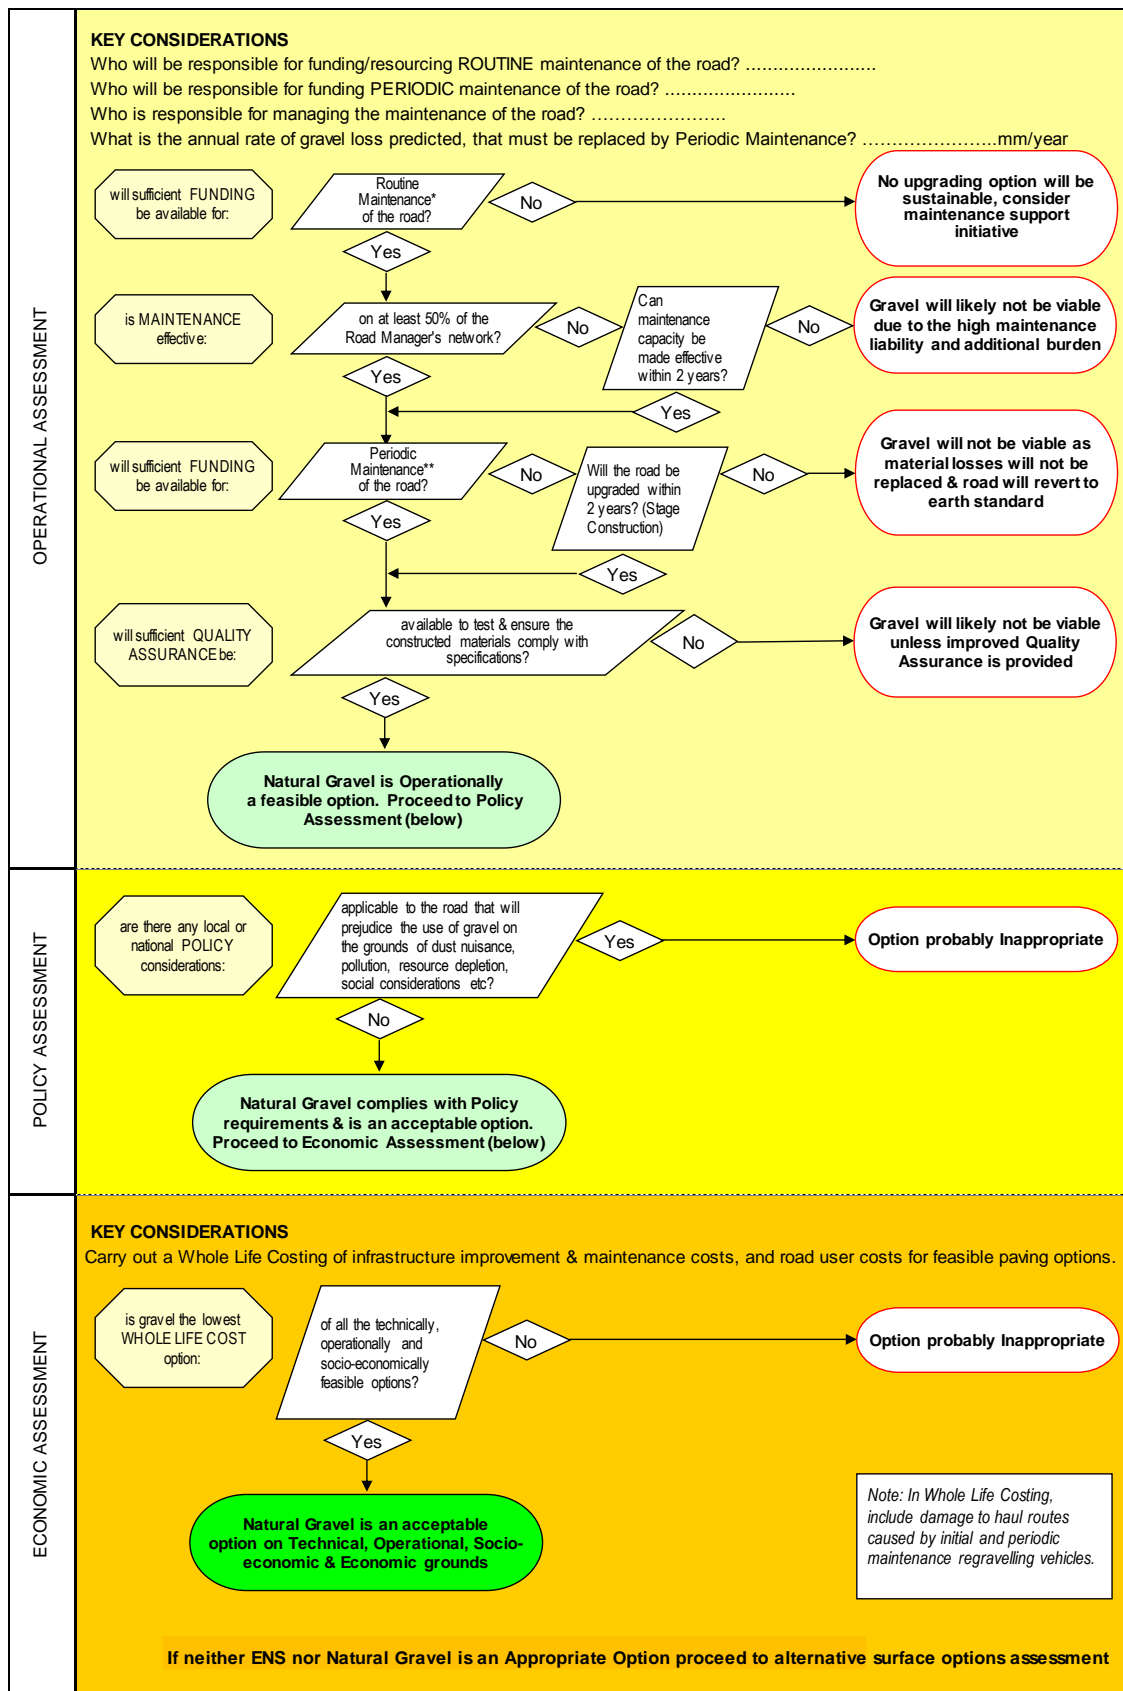 OPERATIONAL ASSESSMENT
KEY CONSIDERATIONS
Who will be responsible for funding/resourcing ROUTINE maintenance of the road? ........................
Who will be responsible for funding PERIODIC maintenance of the road? ........................
Who is responsible for managing the maintenance of the road? ……………………
What is the annual rate of gravel loss predicted, that must be replaced by Periodic Maintenance? …………………..mm/year
will sufficient FUNDING
be available for:
Routine
Maintenance*
of the road?
No
No upgrading option will be
sustainable, consider
maintenance support
initiative
Yes
is MAINTENANCE
effective:
on at least 50% of the
Road Manager's network?
No
Can
maintenance
capacity be
made effective
within 2 years?
No
Gravel will likely not be viable
due to the high maintenance
liability and additional burden
Yes
Yes
will sufficient FUNDING
be available for:
Periodic
Maintenance**
of the road?
No
Will the road be
upgraded within
2 years? (Stage
Construction)
No
Gravel will not be viable as
material losses will not be
replaced & road will revert to
earth standard
Yes
Yes
will sufficient QUALITY
ASSURANCE be:
available to test & ensure the
constructed materials comply with
specifications?
No
Gravel will likely not be viable
unless improved Quality
Assurance is provided
Yes
Natural Gravel is Operationally
a feasible option. Proceed to Policy
Assessment (below)
POLICY ASSESSMENT
are there any local or
national POLICY
considerations:
applicable to the road that will
prejudice the use of gravel on
the grounds of dust nuisance,
pollution, resource depletion,
social considerations etc?
Yes
Option probably Inappropriate
No
Natural Gravel complies with Policy
requirements & is an acceptable option.
Proceed to Economic Assessment (below)
ECONOMIC ASSESSMENT
KEY CONSIDERATIONS
Carry out a Whole Life Costing of infrastructure improvement & maintenance costs, and road user costs for feasible paving options.
is gravel the lowest
WHOLE LIFE COST
option:
of all the technically,
operationally and
socio-economically
feasible options?
No
Option probably Inappropriate
Yes
Natural Gravel is an acceptable
option on Technical, Operational, Socio-
economic & Economic grounds
Note: In Whole Life Costing,
include damage to haul routes
caused by initial and periodic
maintenance regravelling vehicles.
If neither ENS nor Natural Gravel is an Appropriate Option proceed to alternative surface options assessment